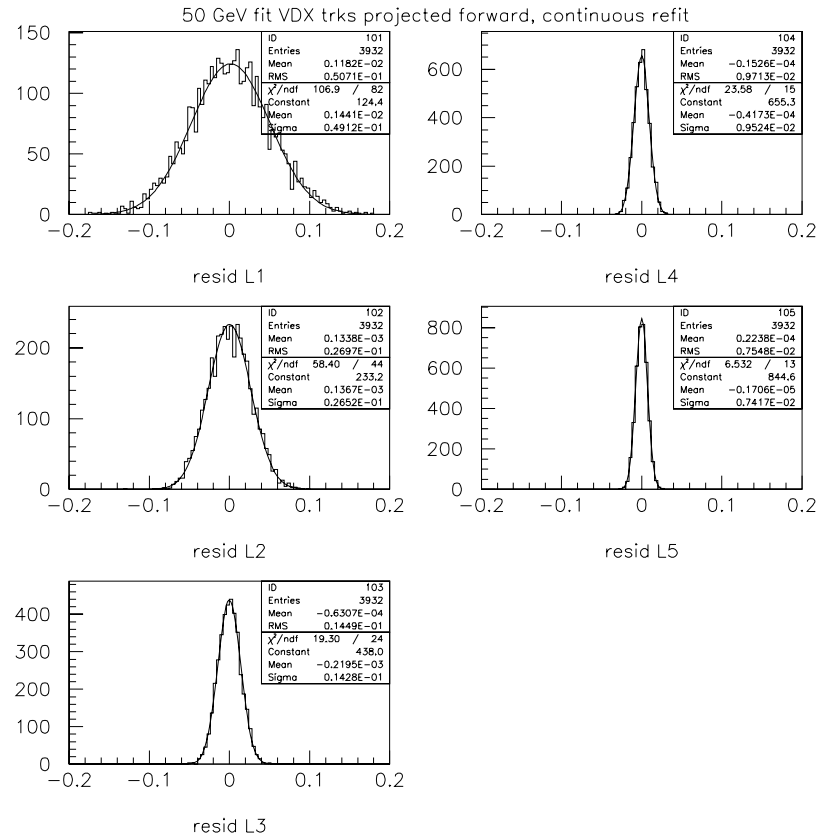 50 GeV fit VDX trks projected forward, continuous refit
ID 101
Entries 3932
Mean 0.1182E-02
RMS 0.5071E-01
χ²/ndf 106.9 / 82
Constant 124.4
Mean 0.1441E-02
Sigma 0.4912E-01
150
100
50
0
-0.2 -0.1 0 0.1 0.2
resid L1
ID 104
Entries 3932
Mean -0.1526E-04
RMS 0.9713E-02
χ²/ndf 23.58 / 15
Constant 655.3
Mean -0.4173E-04
Sigma 0.9524E-02
600
400
200
0
-0.2 -0.1 0 0.1 0.2
resid L4
ID 102
Entries 3932
Mean 0.1338E-03
RMS 0.2697E-01
χ²/ndf 58.40 / 44
Constant 233.2
Mean 0.1367E-03
Sigma 0.2652E-01
200
100
0
-0.2 -0.1 0 0.1 0.2
resid L2
ID 105
Entries 3932
Mean 0.2238E-04
RMS 0.7548E-02
χ²/ndf 6.532 / 13
Constant 844.6
Mean -0.1706E-05
Sigma 0.7417E-02
800
600
400
200
0
-0.2 -0.1 0 0.1 0.2
resid L5
ID 103
Entries 3932
Mean -0.6307E-04
RMS 0.1449E-01
χ²/ndf 19.30 / 24
Constant 438.0
Mean -0.2195E-03
Sigma 0.1428E-01
400
300
200
100
0
-0.2 -0.1 0 0.1 0.2
resid L3